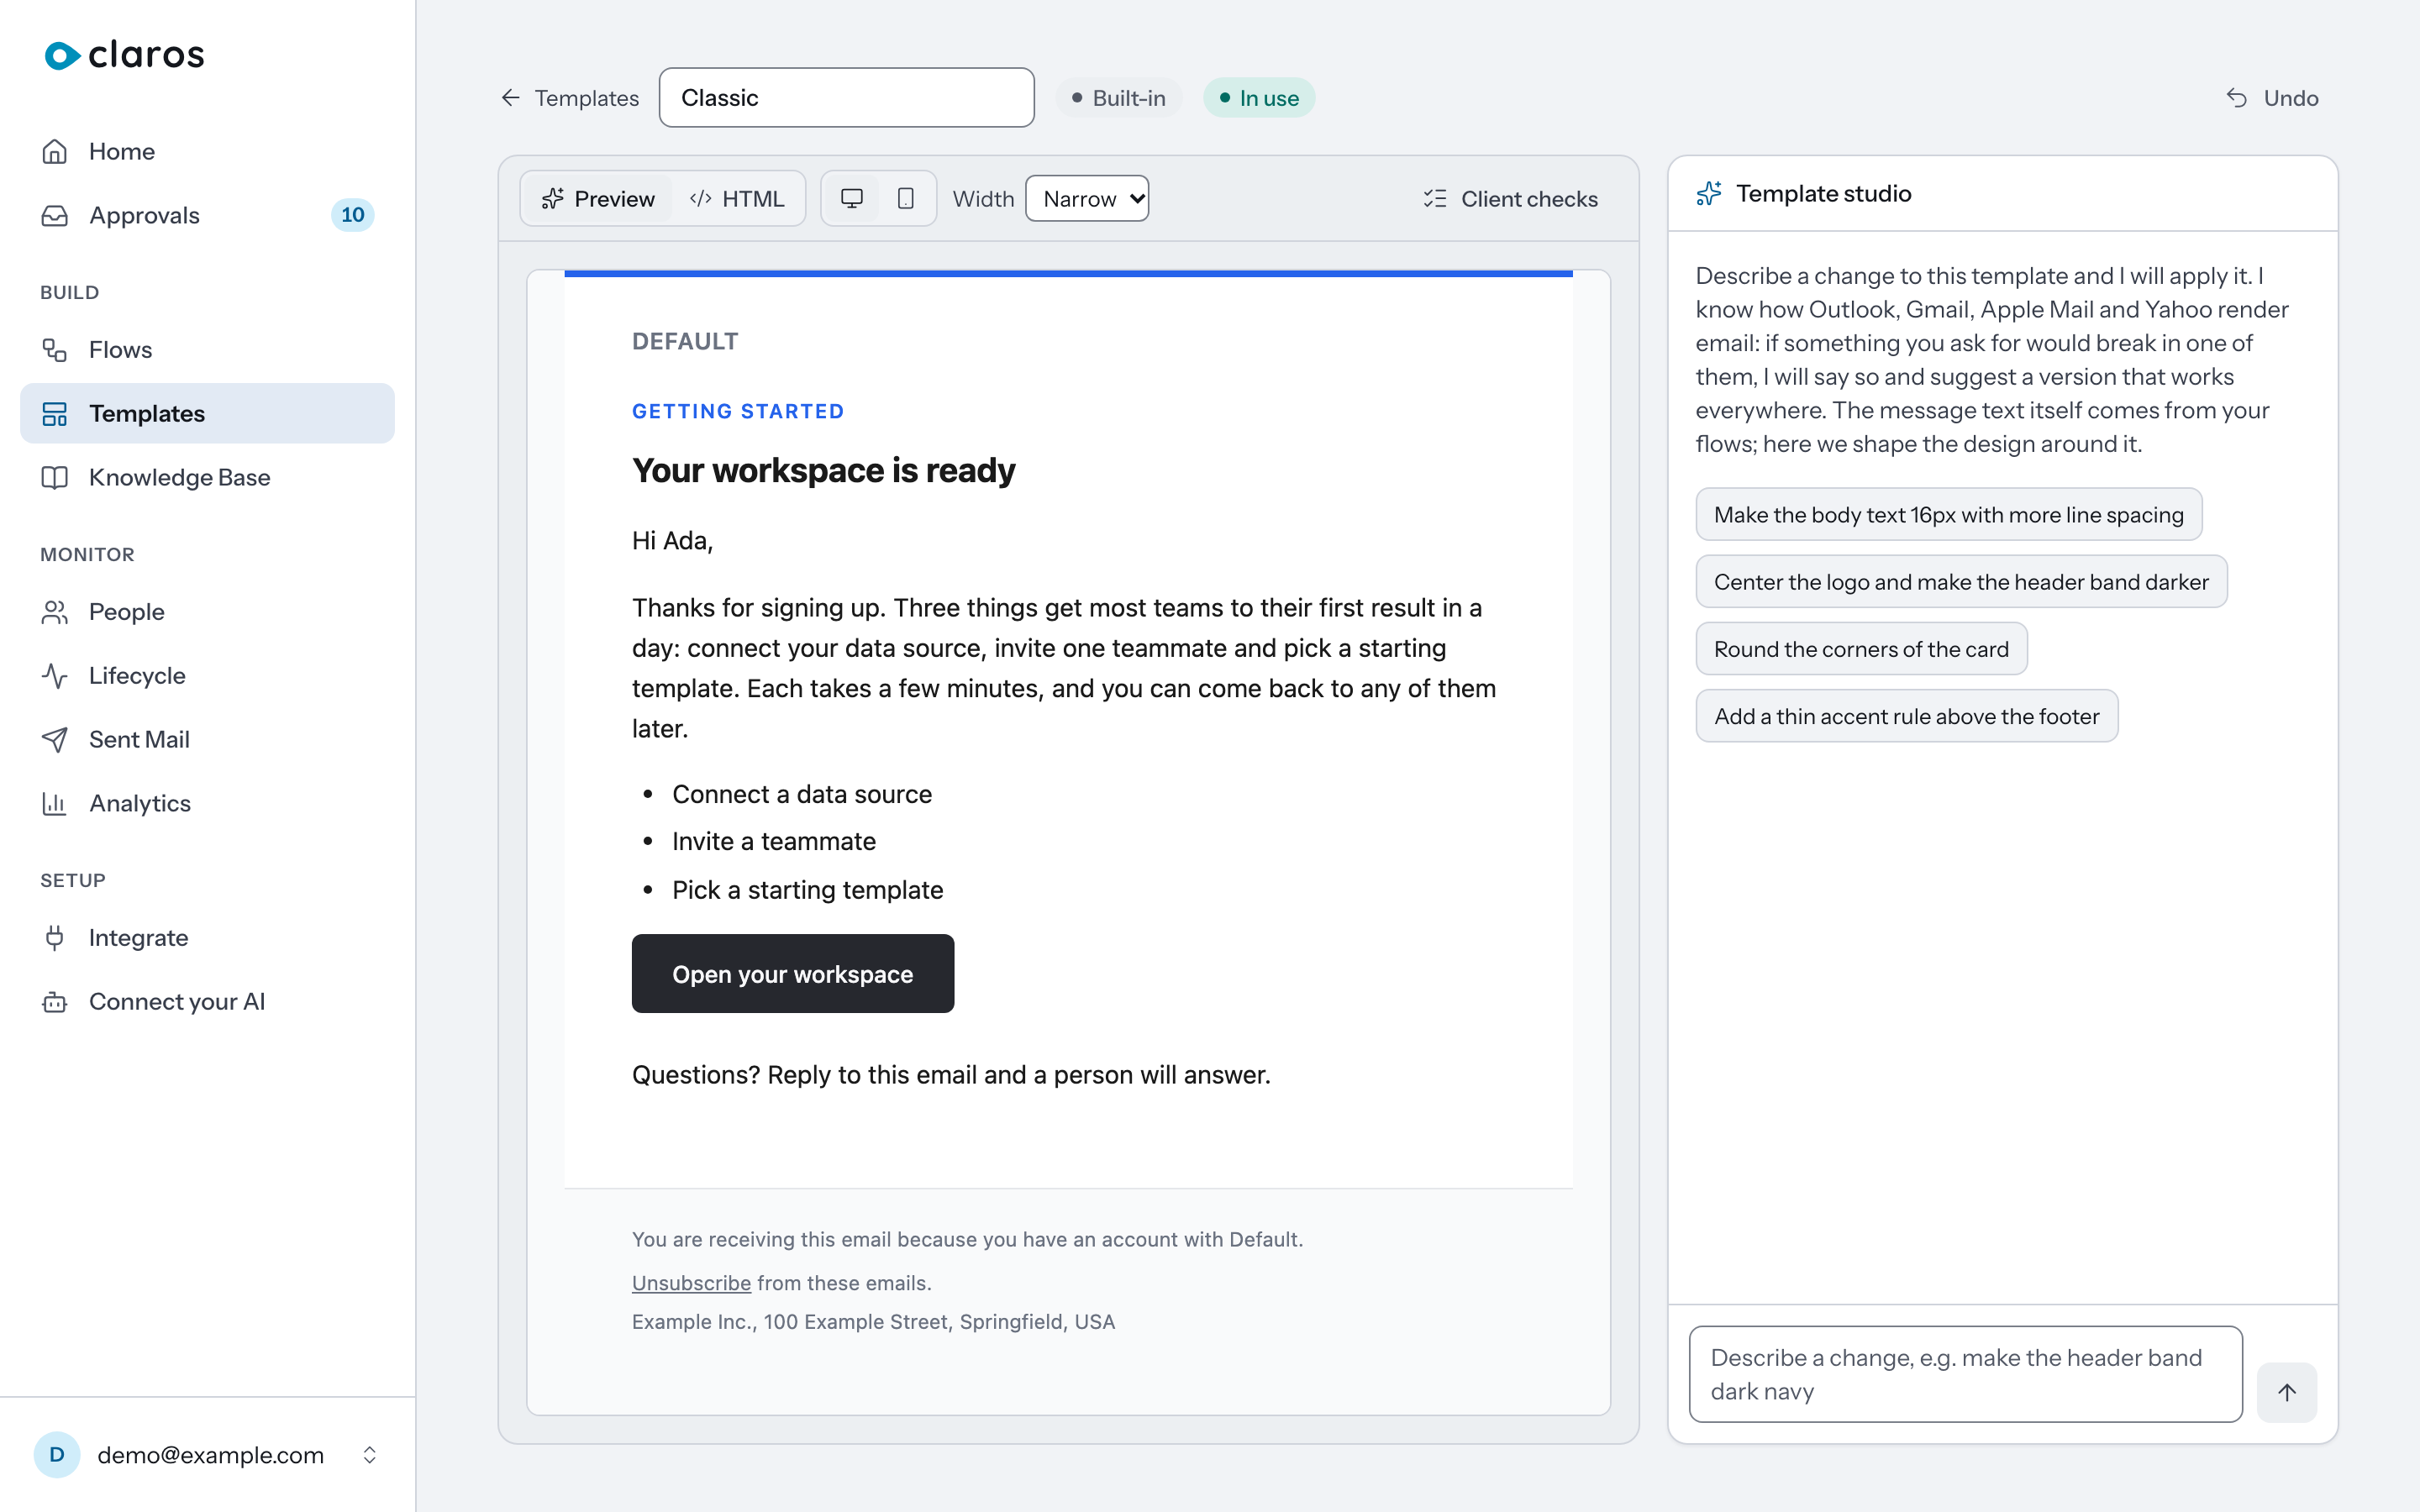 claros
Home
Approvals 10
BUILD
Flows
Templates
Knowledge Base
MONITOR
People
Lifecycle
Sent Mail
Analytics
SETUP
Integrate
Connect your AI
D demo@example.com
Templates Classic Built-in In use Undo
Preview HTML Width Narrow Client checks
DEFAULT
GETTING STARTED
Your workspace is ready
Hi Ada,
Thanks for signing up. Three things get most teams to their first result in a
day: connect your data source, invite one teammate and pick a starting
template. Each takes a few minutes, and you can come back to any of them
later.
• Connect a data source
• Invite a teammate
• Pick a starting template
Open your workspace
Questions? Reply to this email and a person will answer.
You are receiving this email because you have an account with Default.
Unsubscribe from these emails.
Example Inc., 100 Example Street, Springfield, USA
Template studio
Describe a change to this template and I will apply it. I
know how Outlook, Gmail, Apple Mail and Yahoo render
email: if something you ask for would break in one of
them, I will say so and suggest a version that works
everywhere. The message text itself comes from your
flows; here we shape the design around it.
Make the body text 16px with more line spacing
Center the logo and make the header band darker
Round the corners of the card
Add a thin accent rule above the footer
Describe a change, e.g. make the header band
dark navy